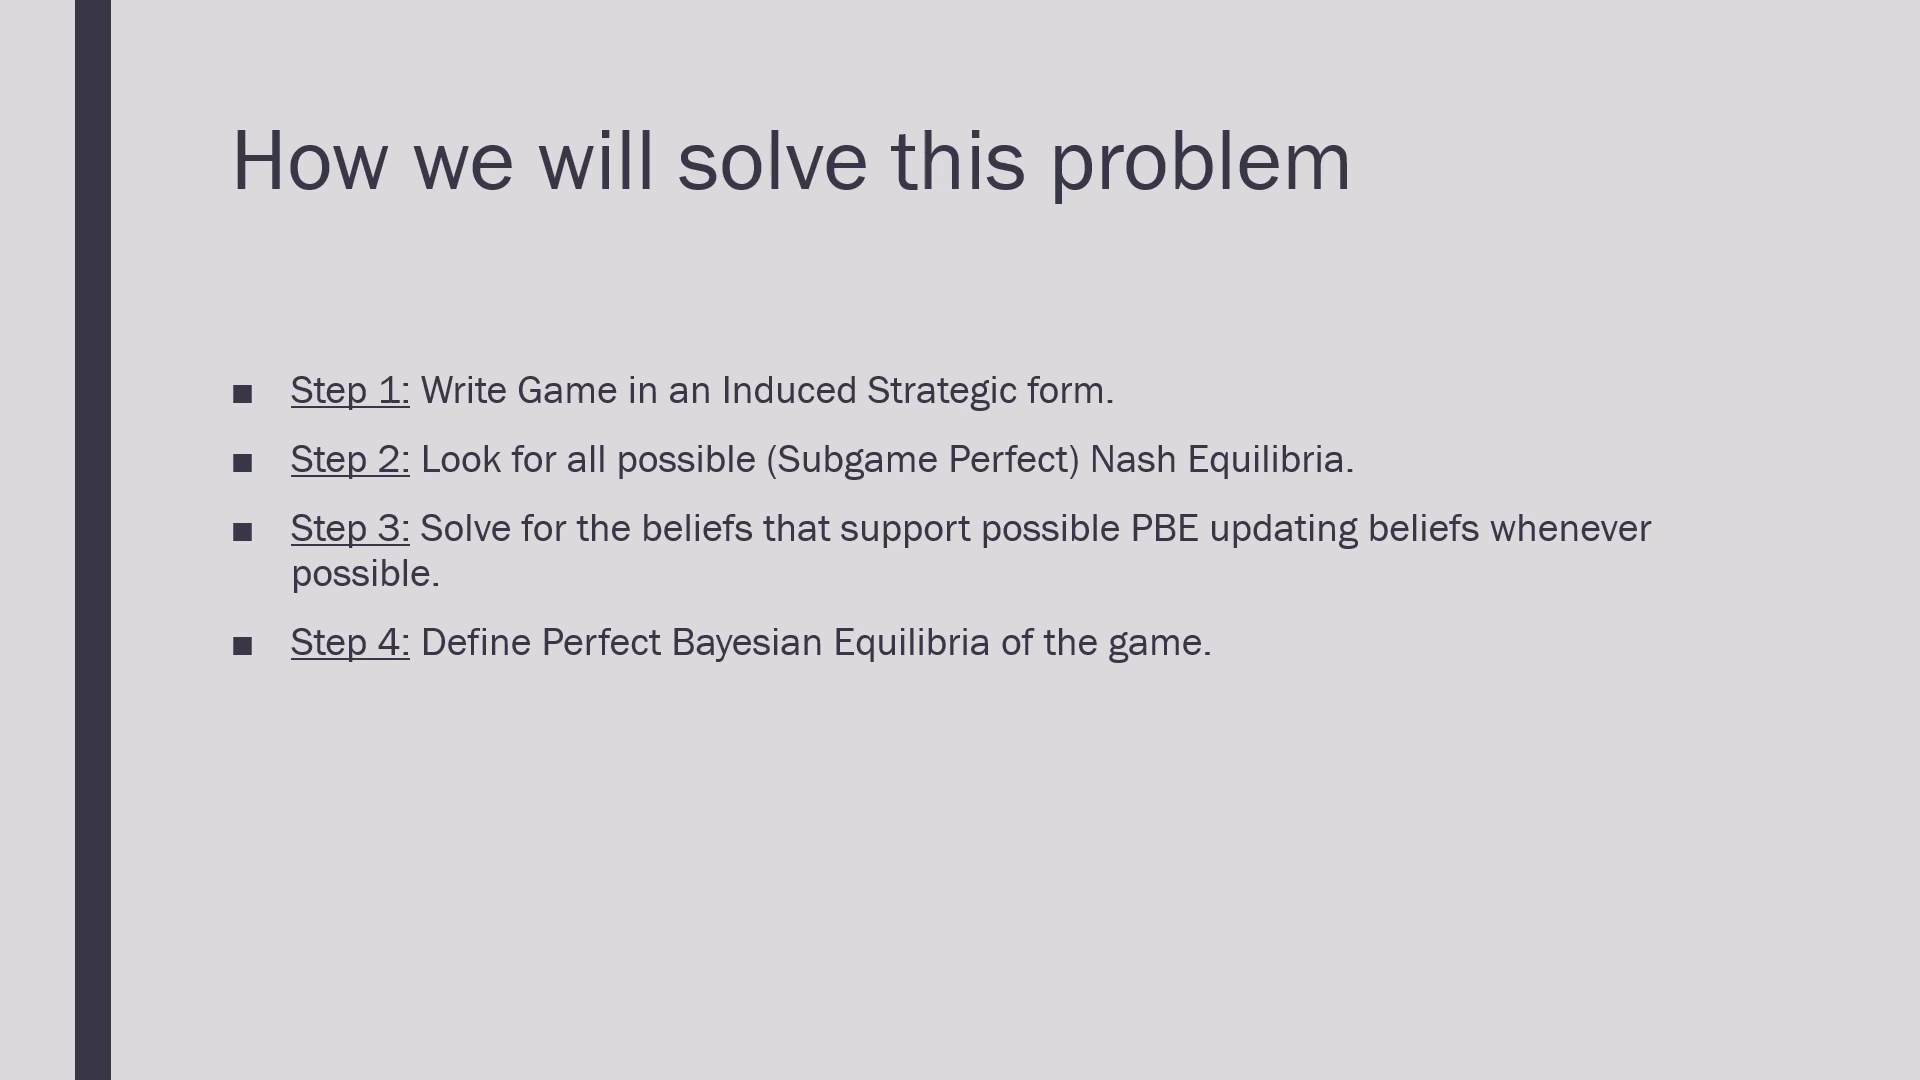 How we will solve this problem
■ Step 1: Write Game in an Induced Strategic form.
■ Step 2: Look for all possible (Subgame Perfect) Nash Equilibria.
■ Step 3: Solve for the beliefs that support possible PBE updating beliefs whenever
possible.
■ Step 4: Define Perfect Bayesian Equilibria of the game.